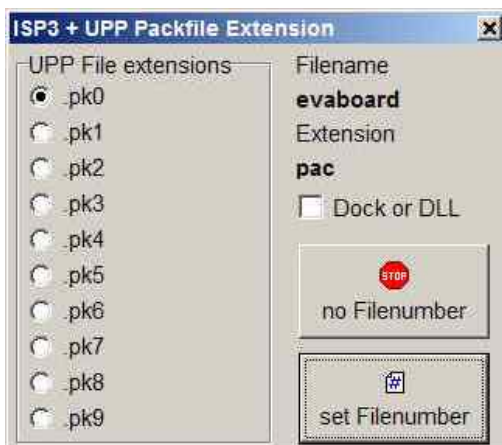 ISP3 + UPP Packfile Extension
UPP File extensions
.pk0
.pk1
.pk2
.pk3
.pk4
.pk5
.pk6
.pk7
.pk8
.pk9
Filename
evaboard
Extension
pac
Dock or DLL
STOP
no Filenumber
#
set Filenumber